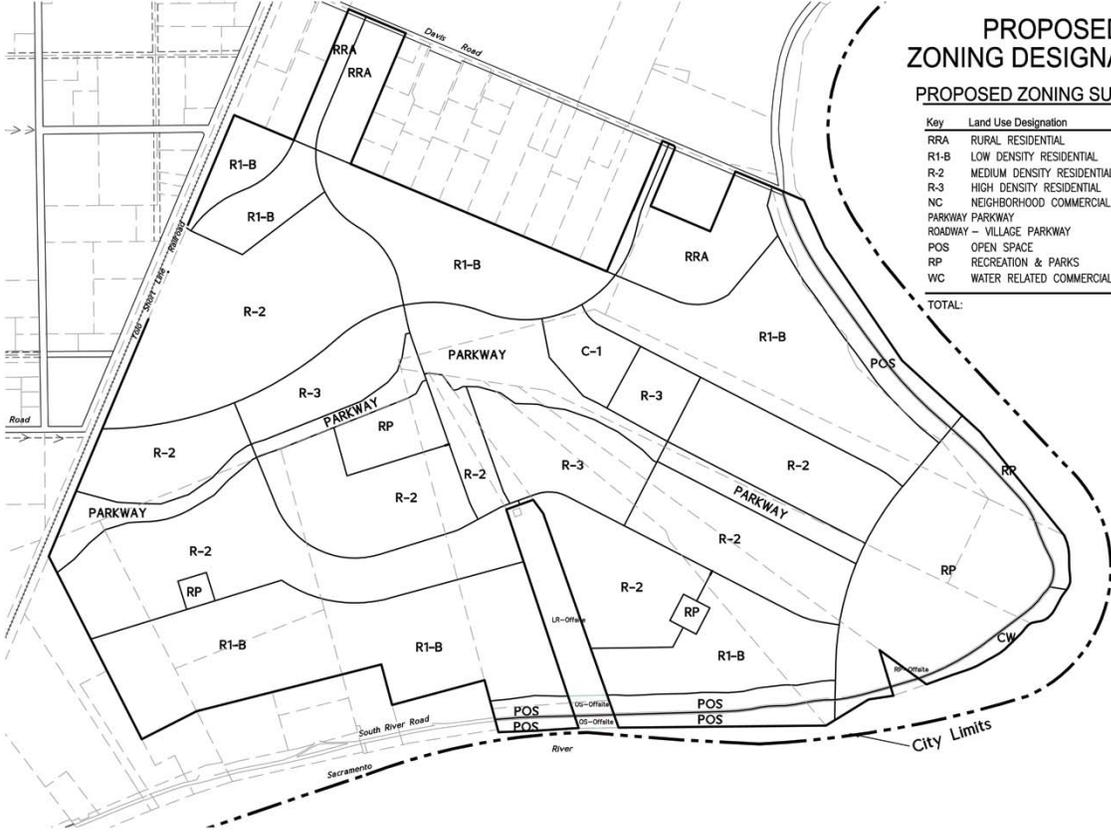 PROPOSED
ZONING DESIGNA
PROPOSED ZONING SU
Key Land Use Designation
RRA RURAL RESIDENTIAL
R1-B LOW DENSITY RESIDENTIAL
R-2 MEDIUM DENSITY RESIDENTIAL
R-3 HIGH DENSITY RESIDENTIAL
NC NEIGHBORHOOD COMMERCIAL
PARKWAY PARKWAY
ROADWAY - VILLAGE PARKWAY
POS OPEN SPACE
RP RECREATION & PARKS
WC WATER RELATED COMMERCIAL
TOTAL:
Davis Road
RRA
RRA
R1-B
R1-B
R1-B
RRA
Yolo Short Line Railroad
R-2
R1-B
C-1
PARKWAY
POS
R-3
R-3
PARKWAY
Road
RP
R-2
R-3
R-2
RP
R-2
R-2
PARKWAY
PARKWAY
R-2
R-2
RP
R-2
RP
RP
LR-Offsite
CW
R1-B
R1-B
R1-B
RP-Offsite
OS-Offsite
POS
POS
POS
OS-Offsite
POS
South River Road
City Limits
River
Sacramento